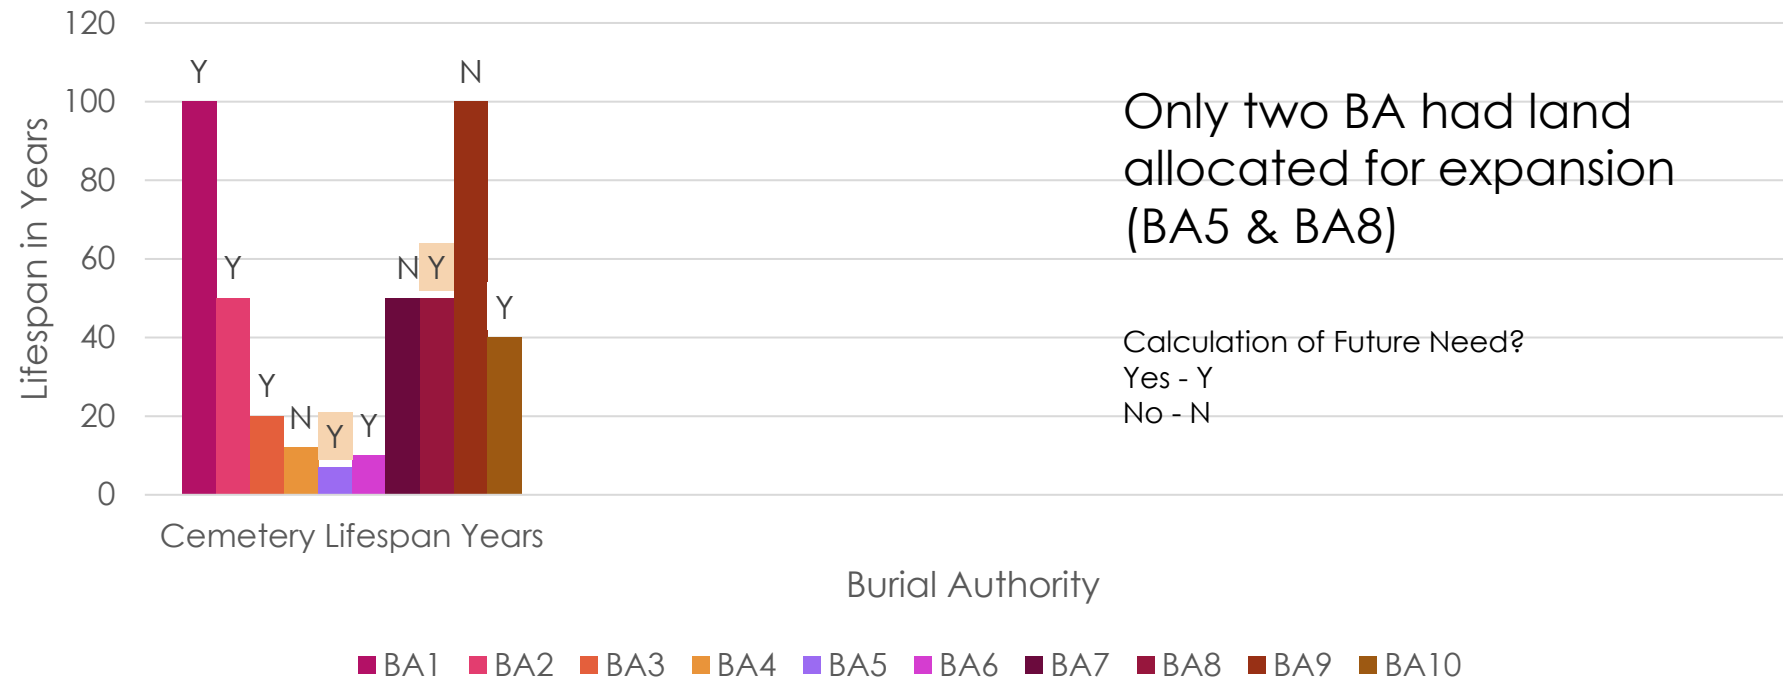 120
100
80
60
40
20
0
Lifespan in Years
Y
Y
Y
N
Y
Y
N
Y
N
Y
Cemetery Lifespan Years
Only two BA had land
allocated for expansion
(BA5 & BA8)
Calculation of Future Need?
Yes - Y
No - N
Burial Authority
BA1 BA2 BA3 BA4 BA5 BA6 BA7 BA8 BA9 BA10